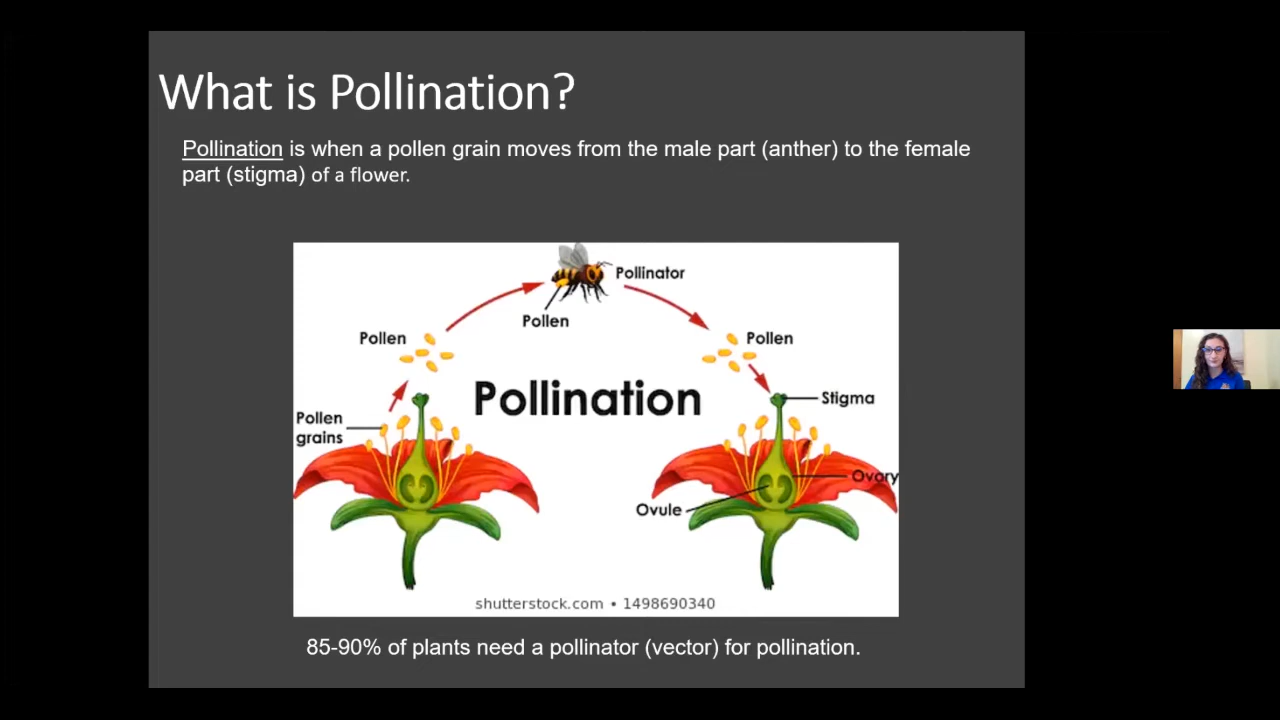 What is Pollination?
Pollination is when a pollen grain moves from the male part (anther) to the female
part (stigma) of a flower.
Pollinator
Pollen
Pollen
Pollen
Pollination
Stigma
Pollen
grains
Ovary
Ovule
shutterstock.com • 1498690340
85-90% of plants need a pollinator (vector) for pollination.